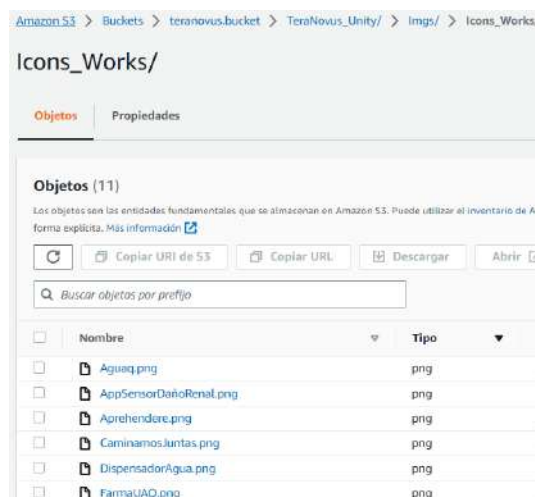 Amazon S3 > Buckets > teranovus.bucket > TeraNovus_Unity/ > Imgs/ > Icons_Works/
Icons_Works/
Objetos Propiedades
Objetos (11)
Los objetos son las entidades fundamentales que se almacenan en Amazon S3. Puede utilizar el inventario de A
forma explícita. Más información
Copiar URI de S3 Copiar URL Descargar Abrir
Buscar objetos por prefijo
Nombre Tipo
Aguaq.png png
AppSensorDañoRenal.png png
Aprehendere.png png
CaminamosJuntas.png png
DispensadorAgua.png png
FarmaUAQ.png png